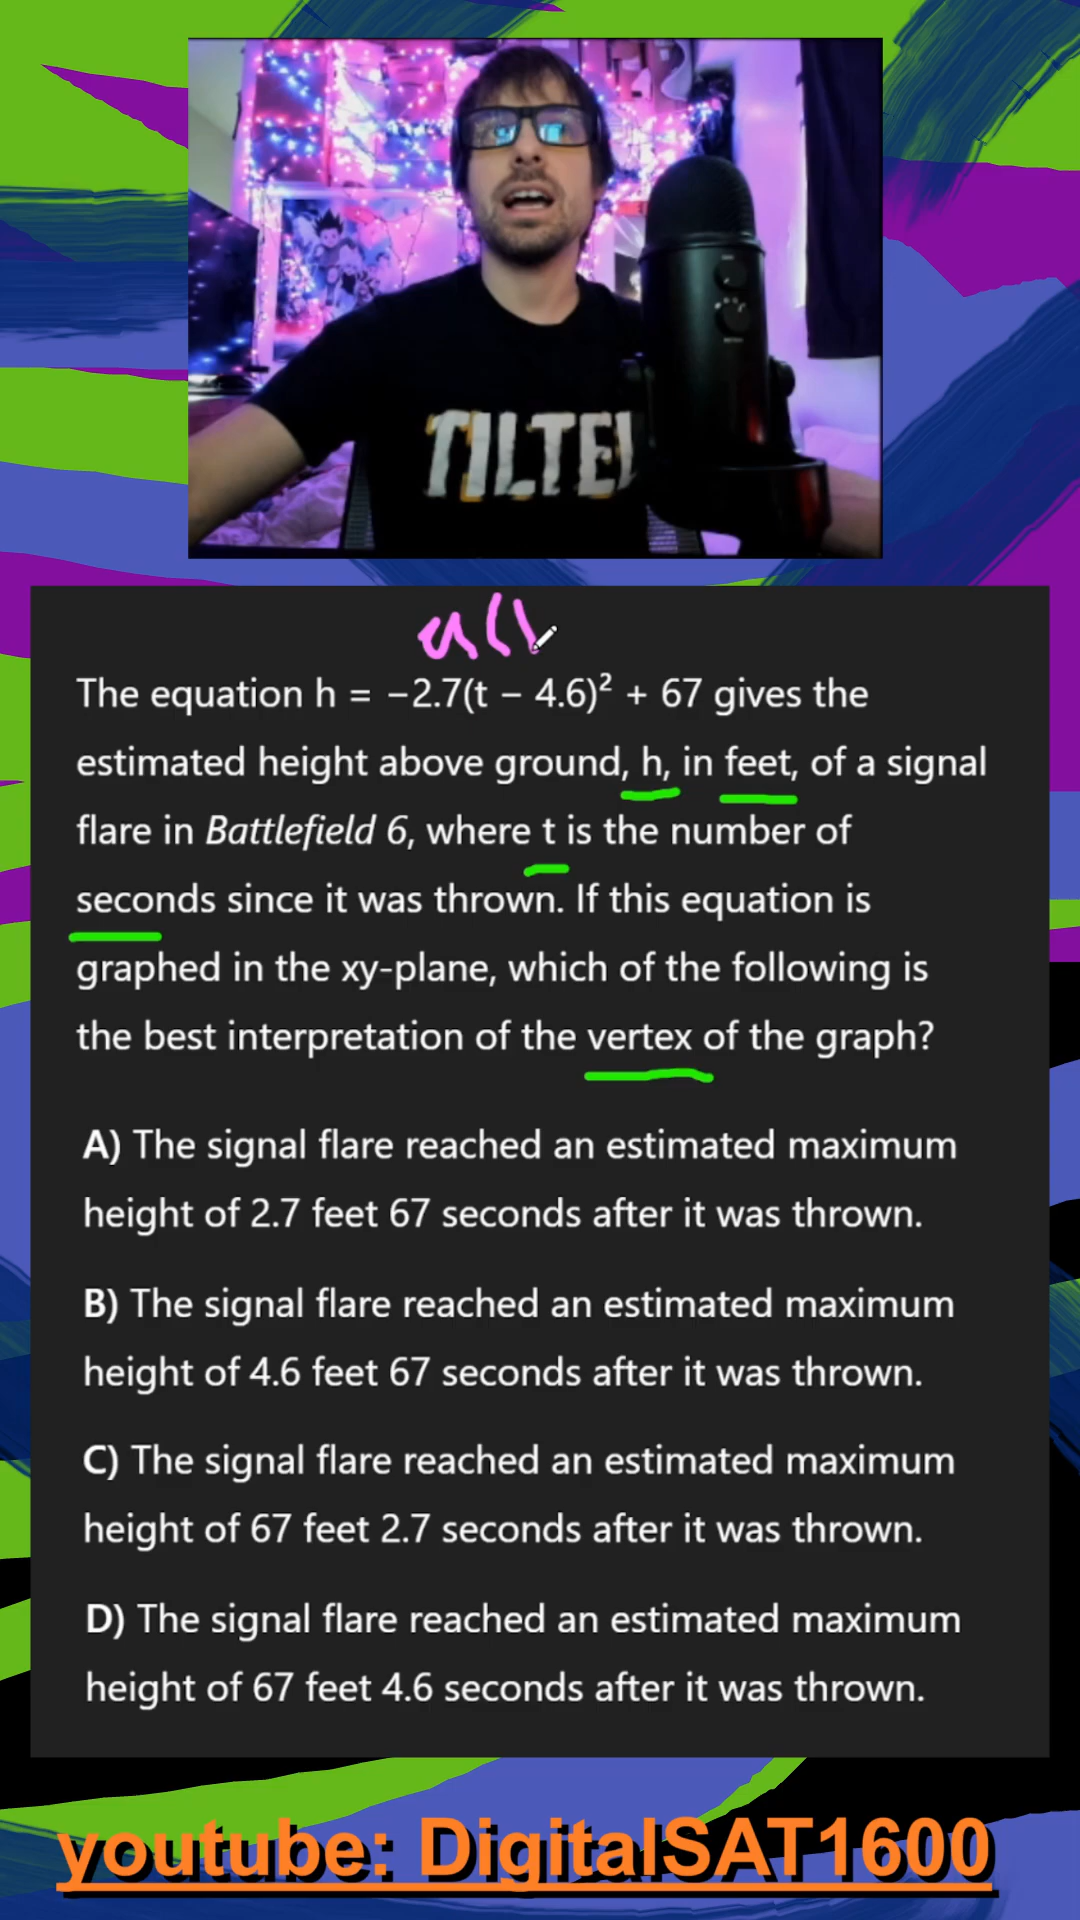 TILTE
The equation h = −2.7(t − 4.6)² + 67 gives the
estimated height above ground, h, in feet, of a signal
flare in Battlefield 6, where t is the number of
seconds since it was thrown. If this equation is
graphed in the xy-plane, which of the following is
the best interpretation of the vertex of the graph?
A) The signal flare reached an estimated maximum
height of 2.7 feet 67 seconds after it was thrown.
B) The signal flare reached an estimated maximum
height of 4.6 feet 67 seconds after it was thrown.
C) The signal flare reached an estimated maximum
height of 67 feet 2.7 seconds after it was thrown.
D) The signal flare reached an estimated maximum
height of 67 feet 4.6 seconds after it was thrown.
youtube: DigitalSAT1600